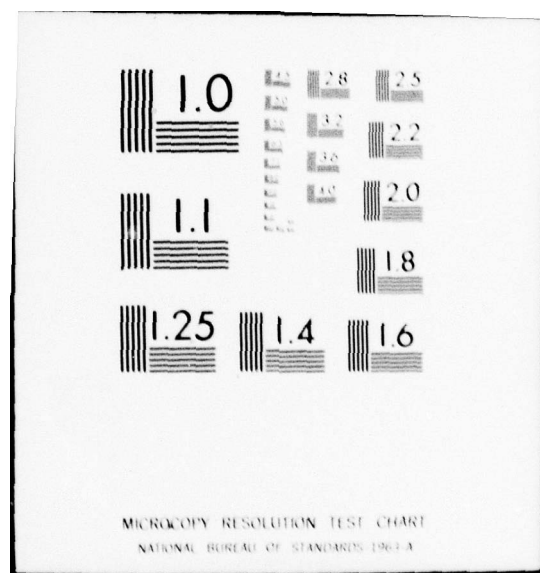 1.0 2.8 2.5
3.2 2.2
3.6
1.1 4.0 2.0
1.8
1.25 1.4 1.6
MICROCOPY RESOLUTION TEST CHART
NATIONAL BUREAU OF STANDARDS-1963-A